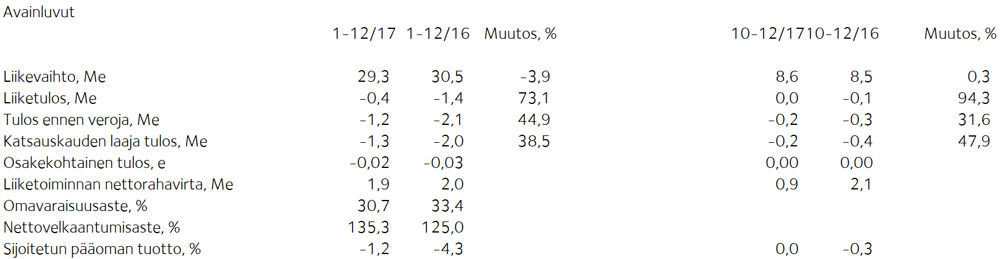 Avainluvut
1-12/17 1-12/16 Muutos, % 10-12/17 10-12/16 Muutos, %
Liikevaihto, Me 29,3 30,5 -3,9 8,6 8,5 0,3
Liiketulos, Me -0,4 -1,4 73,1 0,0 -0,1 94,3
Tulos ennen veroja, Me -1,2 -2,1 44,9 -0,2 -0,3 31,6
Katsauskauden laaja tulos, Me -1,3 -2,0 38,5 -0,2 -0,4 47,9
Osakekohtainen tulos, e -0,02 -0,03 0,00 0,00
Liiketoiminnan nettorahavirta, Me 1,9 2,0 0,9 2,1
Omavaraisuusaste, % 30,7 33,4
Nettovelkaantumisaste, % 135,3 125,0
Sijoitetun pääoman tuotto, % -1,2 -4,3 0,0 -0,3